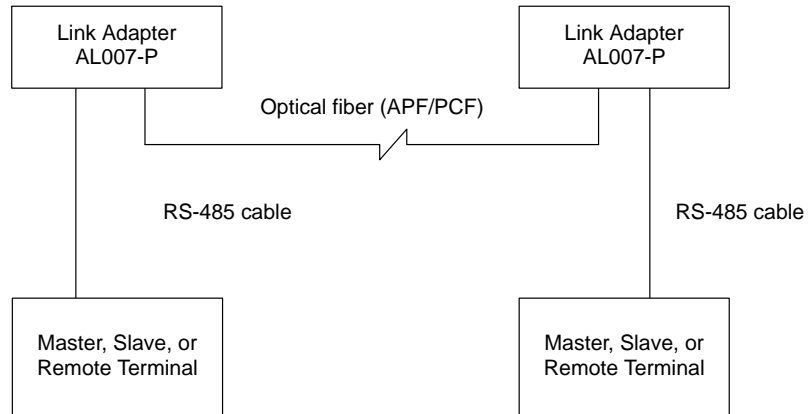 Link Adapter
AL007-P
Link Adapter
AL007-P
Optical fiber (APF/PCF)
RS-485 cable
RS-485 cable
Master, Slave, or
Remote Terminal
Master, Slave, or
Remote Terminal